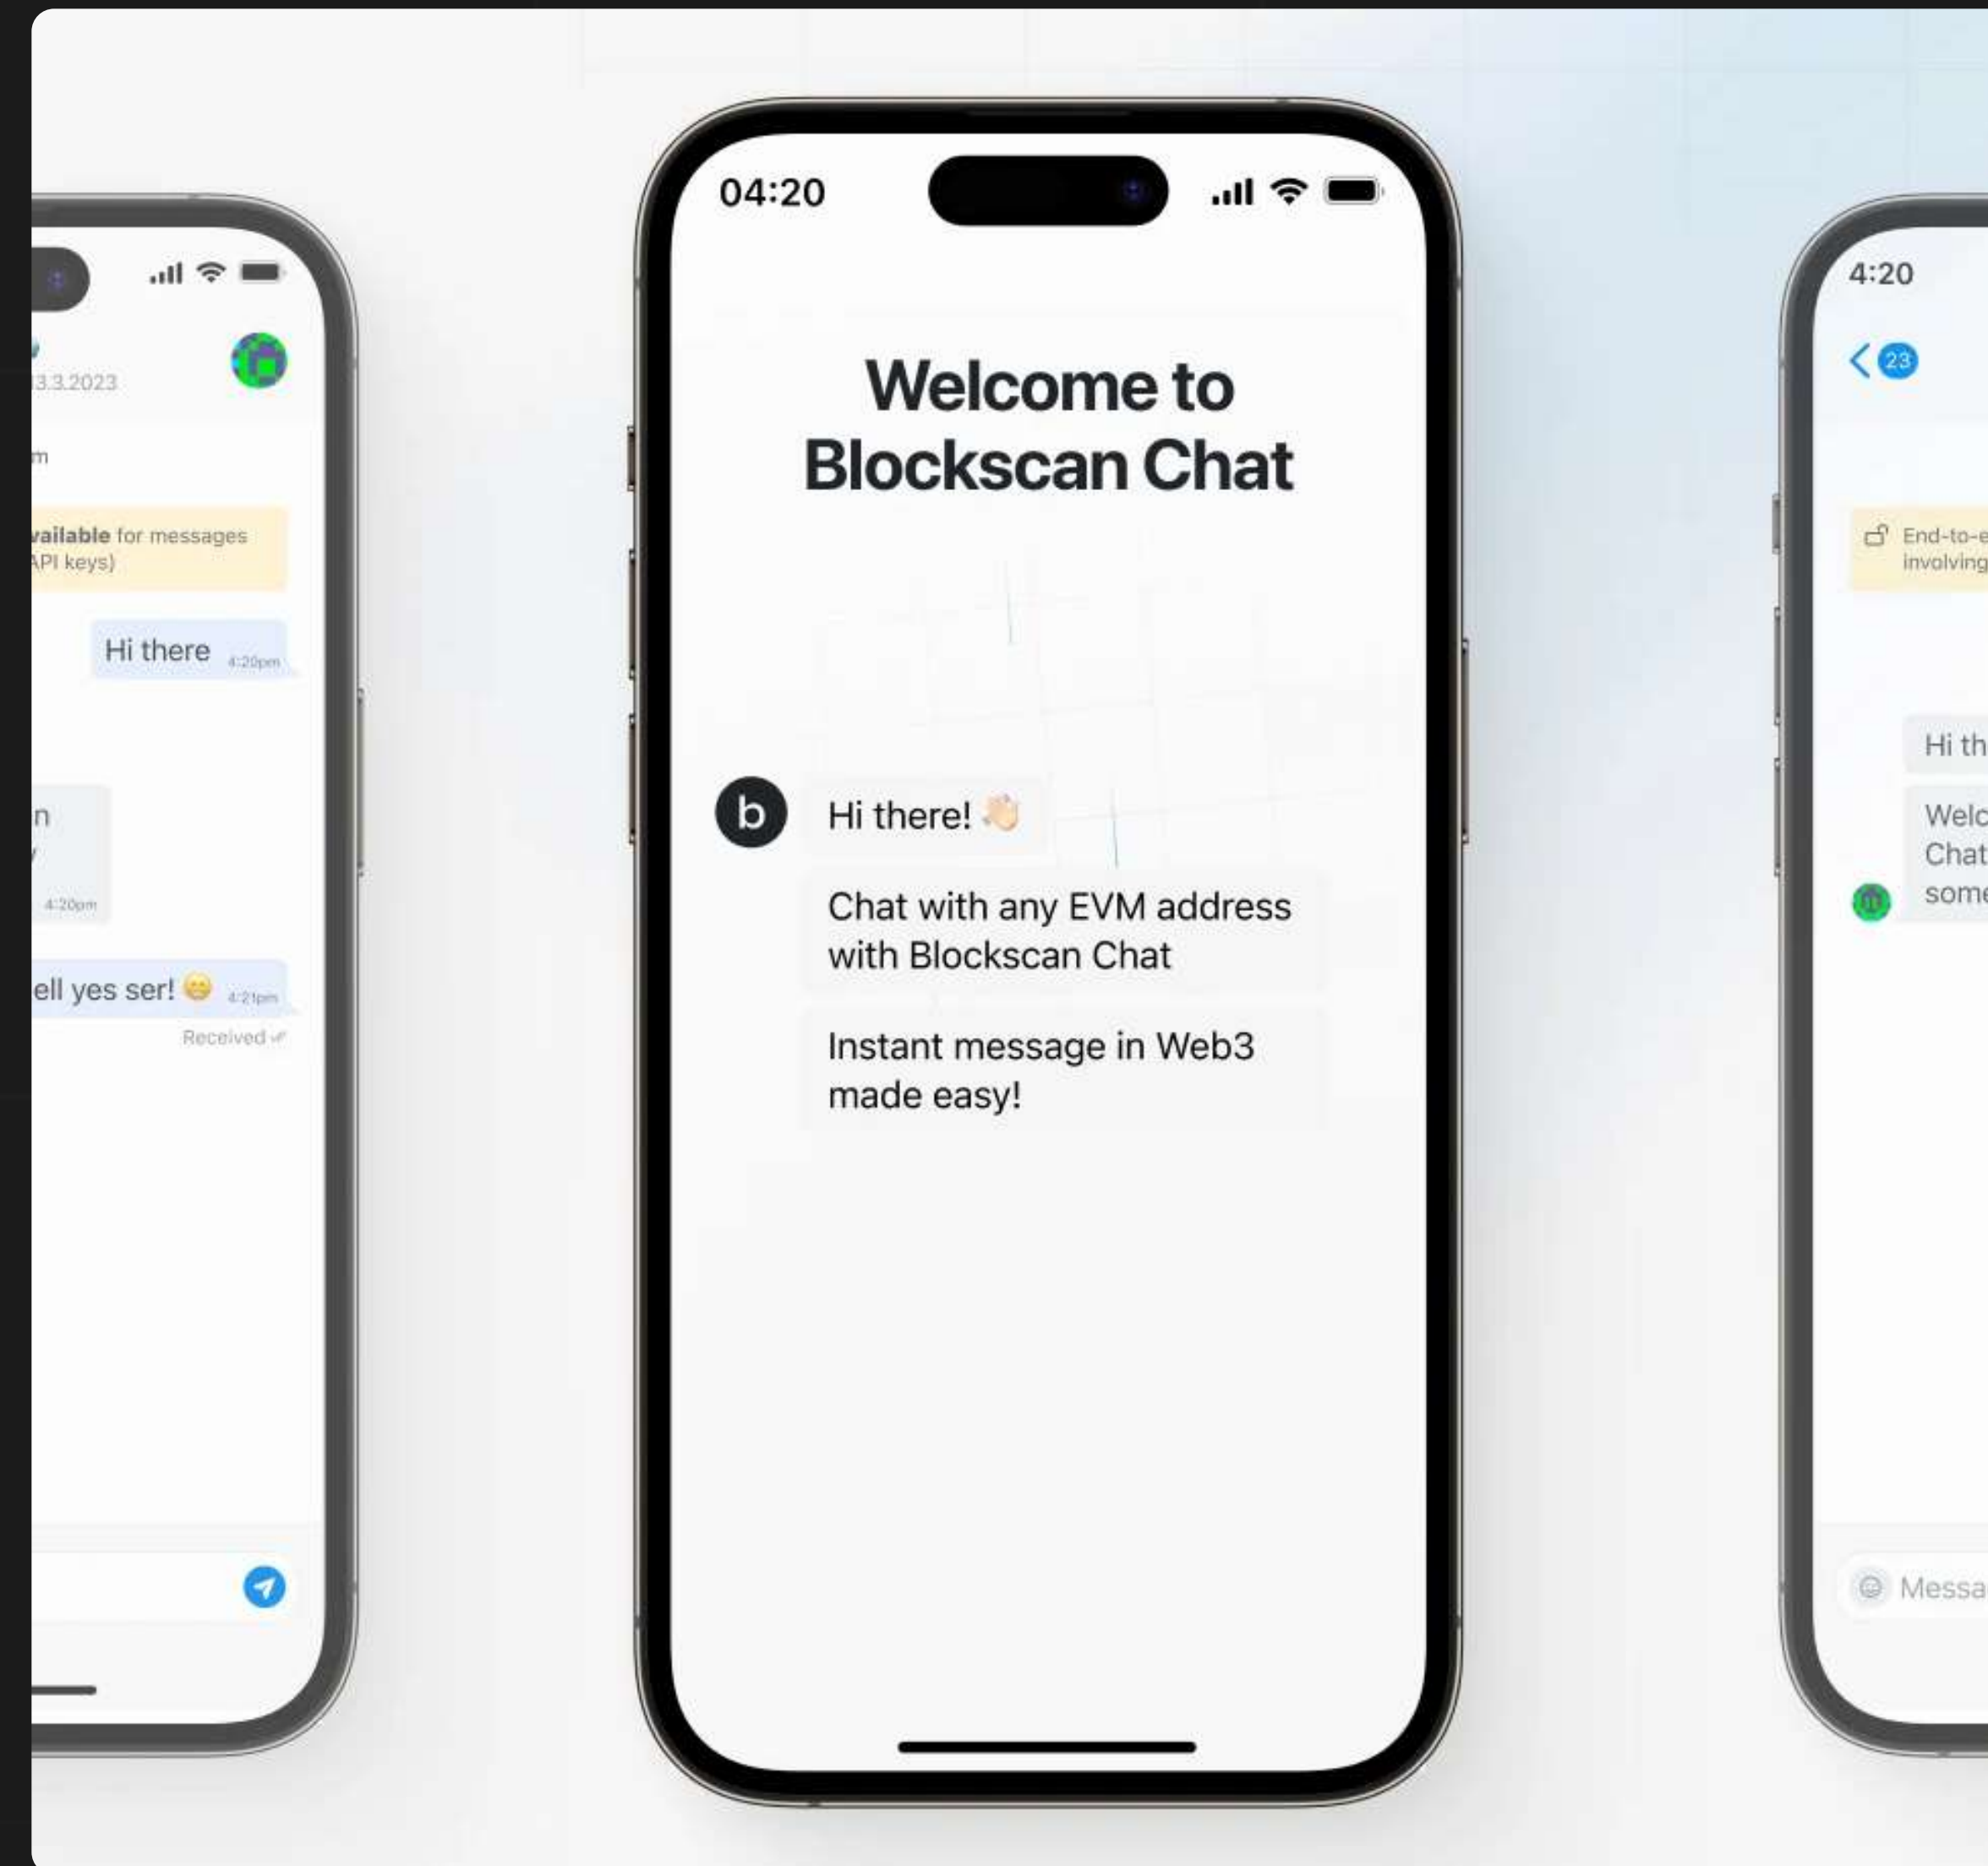 3.3.2023
m
vailable for messages
API keys)
Hi there 4:20pm
n
y
4:20pm
ell yes ser! 😁 4:21pm
Received
04:20
Welcome to
Blockscan Chat
b
Hi there! 👋🏻
Chat with any EVM address
with Blockscan Chat
Instant message in Web3
made easy!
4:20
23
End-to-e
involving
Hi th
Welc
Chat
some
Messa